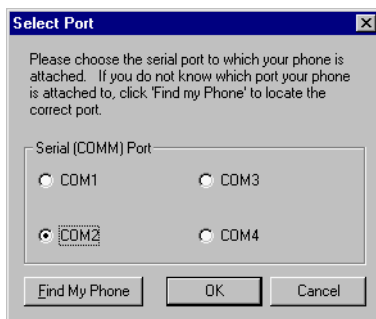 Select Port
Please choose the serial port to which your phone is
attached.  If you do not know which port your phone
is attached to, click 'Find my Phone' to locate the
correct port.
Serial (COMM) Port
COM1 COM3
COM2 COM4
Find My Phone OK Cancel